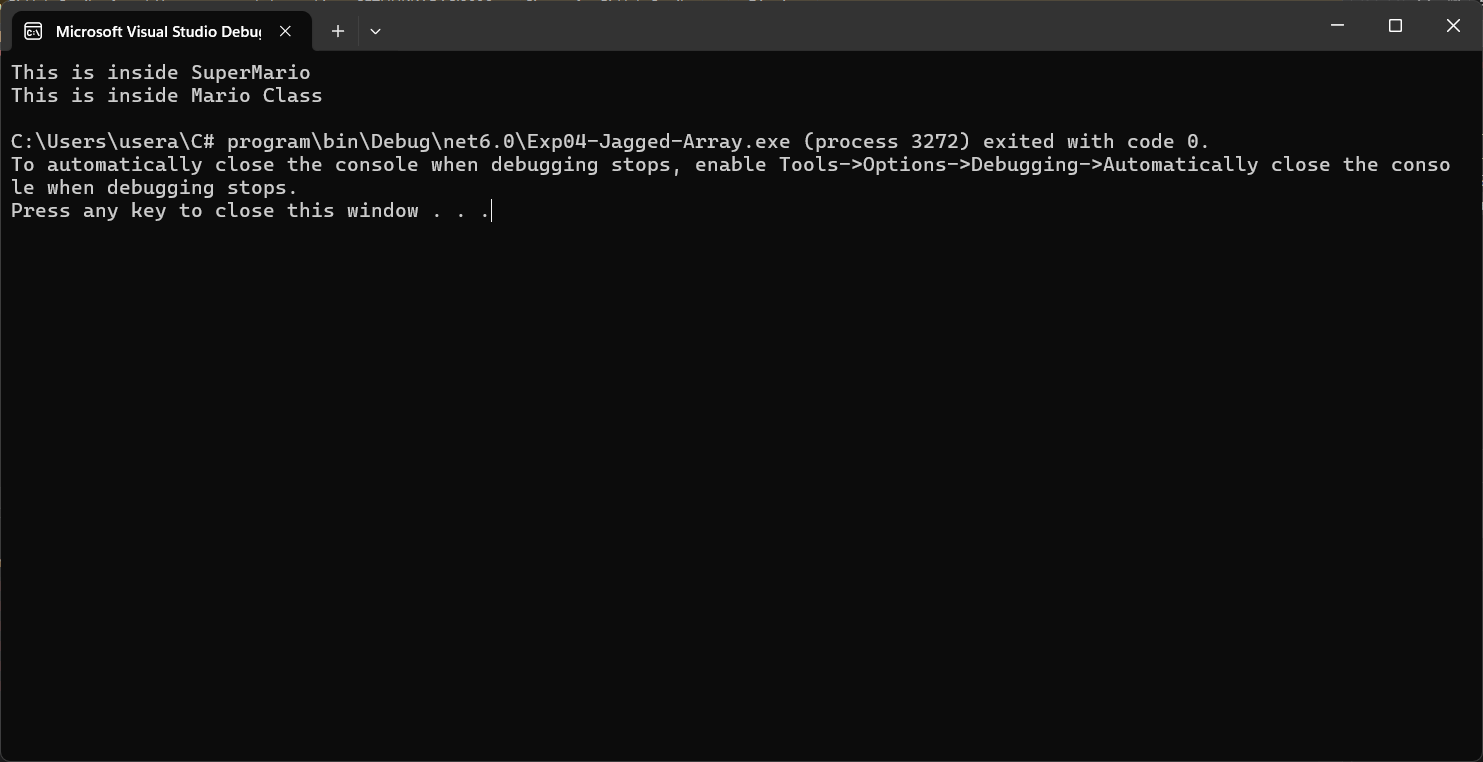 Microsoft Visual Studio Debu
This is inside SuperMario
This is inside Mario Class
C:\Users\usera\C# program\bin\Debug\net6.0\Exp04-Jagged-Array.exe (process 3272) exited with code 0.
To automatically close the console when debugging stops, enable Tools->Options->Debugging->Automatically close the conso
le when debugging stops.
Press any key to close this window . . .